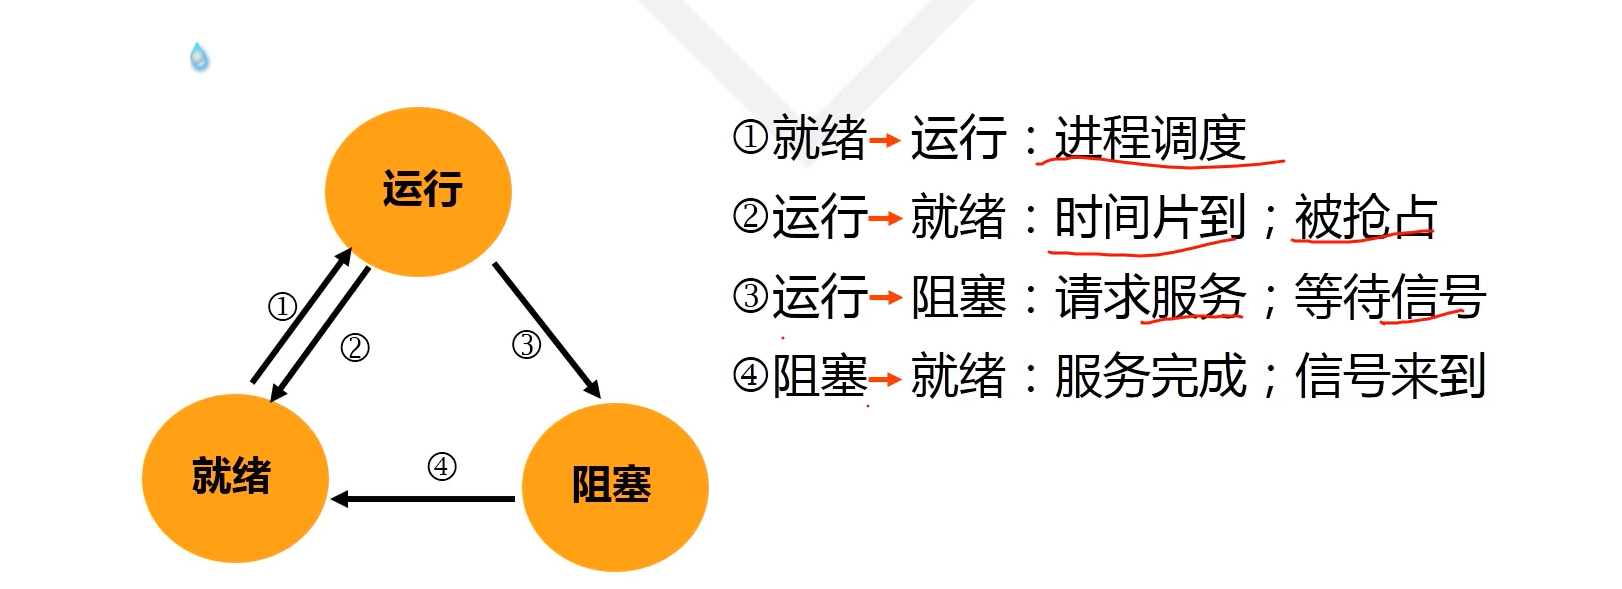 运行
①
②
③
就绪
④
阻塞
①就绪→运行：进程调度
②运行→就绪：时间片到；被抢占
③运行→阻塞：请求服务；等待信号
④阻塞→就绪：服务完成；信号来到